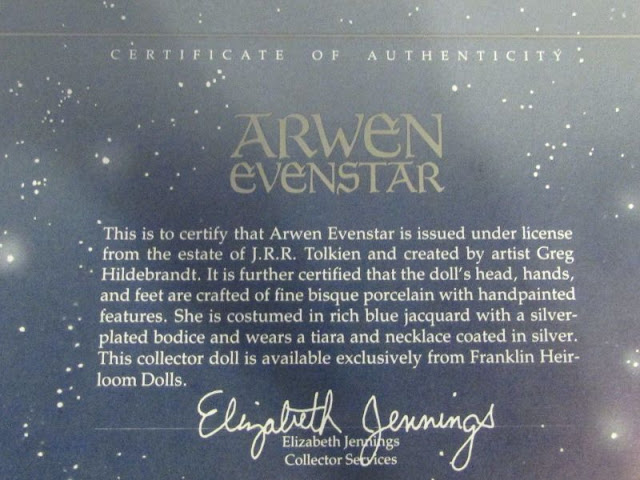 CERTIFICATE OF AUTHENTICITY
ARWEN
EVENSTAR
This is to certify that Arwen Evenstar is issued under license
from the estate of J.R.R. Tolkien and created by artist Greg
Hildebrandt. It is further certified that the doll's head, hands,
and feet are crafted of fine bisque porcelain with handpainted
features. She is costumed in rich blue jacquard with a silver-
plated bodice and wears a tiara and necklace coated in silver.
This collector doll is available exclusively from Franklin Heir-
loom Dolls.
Elizabeth Jennings
Elizabeth Jennings
Collector Services